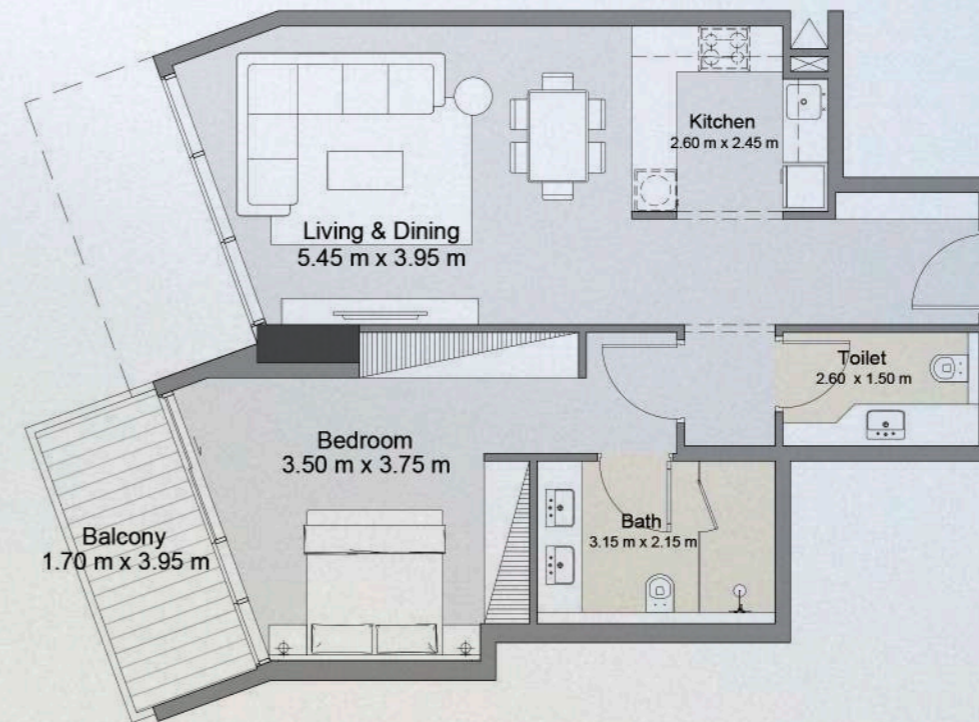 Kitchen
2.60 m x 2.45 m
Living & Dining
5.45 m x 3.95 m
Toilet
2.60 x 1.50 m
Bedroom
3.50 m x 3.75 m
Bath
3.15 m x 2.15 m
Balcony
1.70 m x 3.95 m